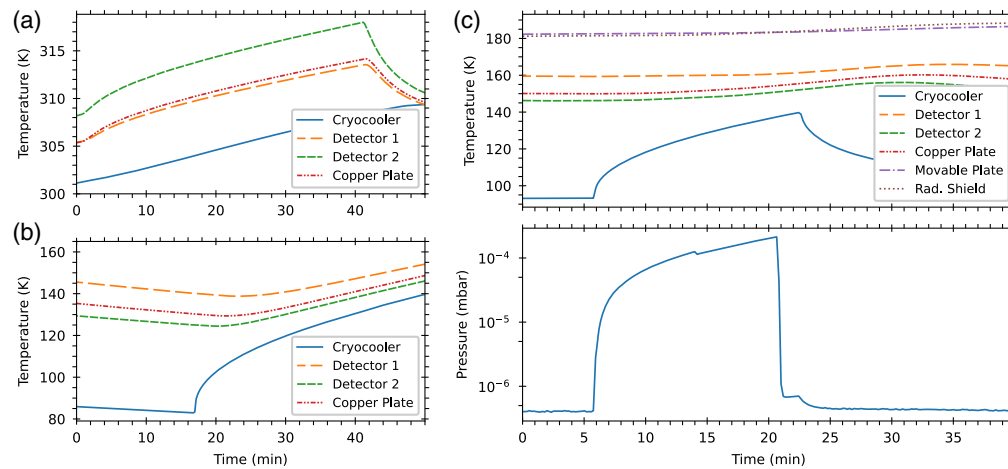 (a)
Temperature (K)
315
310
305
300
0
10
20
30
40
Cryocooler
Detector 1
Detector 2
Copper Plate
(b)
Temperature (K)
160
140
120
100
80
0
10
20
30
40
Time (min)
Cryocooler
Detector 1
Detector 2
Copper Plate
(c)
Temperature (K)
180
160
140
120
100
Cryocooler
Detector 1
Detector 2
Copper Plate
Movable Plate
Rad. Shield
Pressure (mbar)
10⁻⁴
10⁻⁵
10⁻⁶
0
5
10
15
20
25
30
35
Time (min)